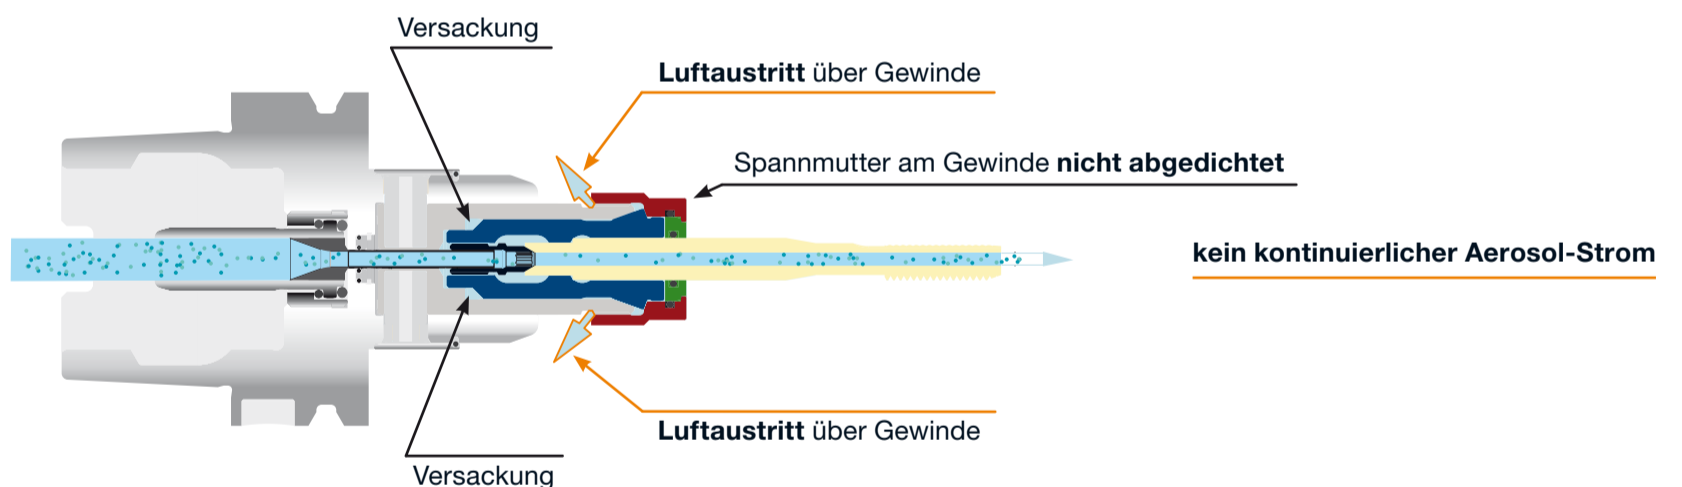 Versackung
Luftaustritt über Gewinde
Spannmutter am Gewinde nicht abgedichtet
kein kontinuierlicher Aerosol-Strom
Luftaustritt über Gewinde
Versackung